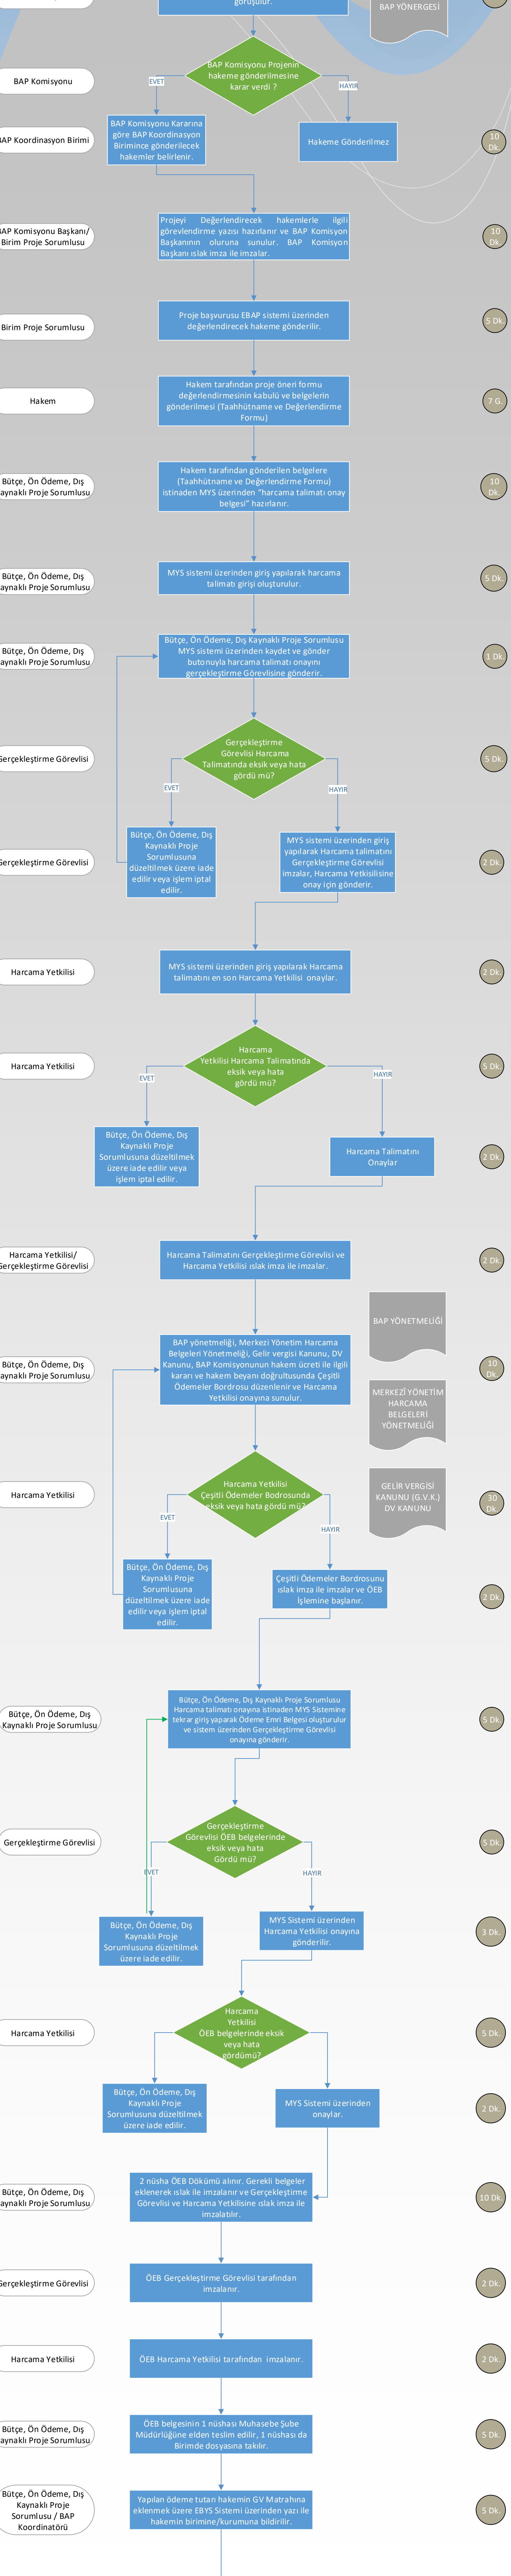 görüşülür.
BAP YÖNERGESİ
BAP Komisyonu
BAP Komisyonu Projenin
hakeme gönderilmesine
karar verdi ?
EVET
HAYIR
BAP Koordinasyon Birimi
BAP Komisyonu Kararına
göre BAP Koordinasyon
Birimince gönderilecek
hakemler belirlenir.
Hakeme Gönderilmez
10
Dk.
BAP Komisyonu Başkanı/
Birim Proje Sorumlusu
Projeyi Değerlendirecek hakemlerle ilgili
görevlendirme yazısı hazırlanır ve BAP Komisyon
Başkanının oluruna sunulur. BAP Komisyon
Başkanı ıslak imza ile imzalar.
10
Dk.
Birim Proje Sorumlusu
Proje başvurusu EBAP sistemi üzerinden
değerlendirecek hakeme gönderilir.
5 Dk.
Hakem
Hakem tarafından proje öneri formu
değerlendirmesinin kabulü ve belgelerin
gönderilmesi (Taahhütname ve Değerlendirme
Formu)
7 G.
Bütçe, Ön Ödeme, Dış
Kaynaklı Proje Sorumlusu
Hakem tarafından gönderilen belgelere
(Taahhütname ve Değerlendirme Formu)
istinaden MYS üzerinden “harcama talimatı onay
belgesi” hazırlanır.
10
Dk.
Bütçe, Ön Ödeme, Dış
Kaynaklı Proje Sorumlusu
MYS sistemi üzerinden giriş yapılarak harcama
talimatı girişi oluşturulur.
5 Dk.
Bütçe, Ön Ödeme, Dış
Kaynaklı Proje Sorumlusu
Bütçe, Ön Ödeme, Dış Kaynaklı Proje Sorumlusu
MYS sistemi üzerinden kaydet ve gönder
butonuyla harcama talimatı onayını
gerçekleştirme Görevlisine gönderir.
1 Dk.
Gerçekleştirme Görevlisi
Gerçekleştirme
Görevlisi Harcama
Talimatında eksik veya hata
gördü mü?
5 Dk.
EVET
HAYIR
Gerçekleştirme Görevlisi
Bütçe, Ön Ödeme, Dış
Kaynaklı Proje
Sorumlusuna
düzeltilmek üzere iade
edilir veya işlem iptal
edilir.
MYS sistemi üzerinden giriş
yapılarak Harcama talimatını
Gerçekleştirme Görevlisi
imzalar, Harcama Yetkisilisine
onay için gönderir.
2 Dk.
Harcama Yetkilisi
MYS sistemi üzerinden giriş yapılarak Harcama
talimatını en son Harcama Yetkilisi onaylar.
2 Dk.
Harcama Yetkilisi
Harcama
Yetkilisi Harcama Talimatında
eksik veya hata
gördü mü?
5 Dk.
EVET
HAYIR
Bütçe, Ön Ödeme, Dış
Kaynaklı Proje
Sorumlusuna düzeltilmek
üzere iade edilir veya
işlem iptal edilir.
Harcama Talimatını
Onaylar
2 Dk.
Harcama Yetkilisi/
Gerçekleştirme Görevlisi
Harcama Talimatını Gerçekleştirme Görevlisi ve
Harcama Yetkilisi ıslak imza ile imzalar.
2 Dk.
BAP YÖNETMELİĞİ
Bütçe, Ön Ödeme, Dış
Kaynaklı Proje Sorumlusu
BAP yönetmeliği, Merkezi Yönetim Harcama
Belgeleri Yönetmeliği, Gelir vergisi Kanunu, DV
Kanunu, BAP Komisyonunun hakem ücreti ile ilgili
kararı ve hakem beyanı doğrultusunda Çeşitli
Ödemeler Bordrosu düzenlenir ve Harcama
Yetkilisi onayına sunulur.
10
Dk.
MERKEZİ YÖNETİM
HARCAMA
BELGELERİ
YÖNETMELİĞİ
Harcama Yetkilisi
Harcama Yetkilisi
Çeşitli Ödemeler Bodrosunda
eksik veya hata gördü mü?
GELİR VERGİSİ
KANUNU (G.V.K.)
DV KANUNU
30
Dk.
EVET
HAYIR
Bütçe, Ön Ödeme, Dış
Kaynaklı Proje
Sorumlusuna
düzeltilmek üzere iade
edilir veya işlem iptal
edilir.
Çeşitli Ödemeler Bordrosunu
ıslak imza ile imzalar ve ÖEB
İşlemine başlanır.
2 Dk.
Bütçe, Ön Ödeme, Dış
Kaynaklı Proje Sorumlusu
Bütçe, Ön Ödeme, Dış Kaynaklı Proje Sorumlusu
Harcama talimatı onayına istinaden MYS Sistemine
tekrar giriş yaparak Ödeme Emri Belgesi oluşturulur
ve sistem üzerinden Gerçekleştirme Görevlisi
onayına gönderir.
5 Dk.
Gerçekleştirme Görevlisi
Gerçekleştirme
Görevlisi ÖEB belgelerinde
eksik veya hata
Gördü mü?
5 Dk.
EVET
HAYIR
Bütçe, Ön Ödeme, Dış
Kaynaklı Proje
Sorumlusuna düzeltilmek
üzere iade edilir.
MYS Sistemi üzerinden
Harcama Yetkilisi onayına
gönderilir.
3 Dk.
Harcama Yetkilisi
Harcama
Yetkilisi
ÖEB belgelerinde eksik
veya hata
gördümü?
5 Dk.
Bütçe, Ön Ödeme, Dış
Kaynaklı Proje
Sorumlusuna düzeltilmek
üzere iade edilir.
MYS Sistemi üzerinden
onaylar.
2 Dk.
Bütçe, Ön Ödeme, Dış
Kaynaklı Proje Sorumlusu
2 nüsha ÖEB Dökümü alınır. Gerekli belgeler
eklenerek ıslak ile imzalanır ve Gerçekleştirme
Görevlisi ve Harcama Yetkilisine ıslak imza ile
imzalatılır.
10 Dk.
Gerçekleştirme Görevlisi
ÖEB Gerçekleştirme Görevlisi tarafından
imzalanır.
2 Dk.
Harcama Yetkilisi
ÖEB Harcama Yetkilisi tarafından imzalanır.
2 Dk.
Bütçe, Ön Ödeme, Dış
Kaynaklı Proje Sorumlusu
ÖEB belgesinin 1 nüshası Muhasebe Şube
Müdürlüğüne elden teslim edilir, 1 nüshası da
Birimde dosyasına takılır.
5 Dk.
Bütçe, Ön Ödeme, Dış
Kaynaklı Proje
Sorumlusu / BAP
Koordinatörü
Yapılan ödeme tutarı hakemin GV Matrahına
eklenmek üzere EBYS Sistemi üzerinden yazı ile
hakemin birimine/kurumuna bildirilir.
5 Dk.